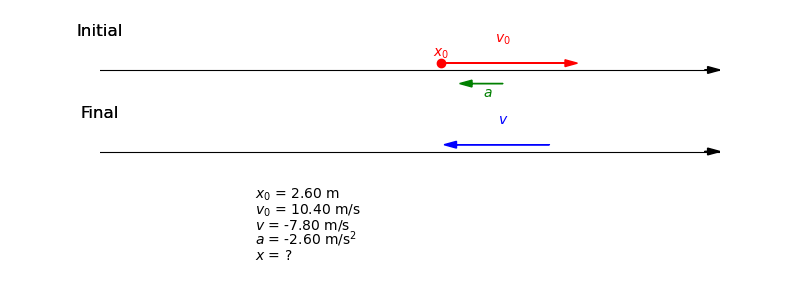 Initial
v₀
x₀
a
Final
v
x₀ = 2.60 m
v₀ = 10.40 m/s
v = -7.80 m/s
a = -2.60 m/s²
x = ?